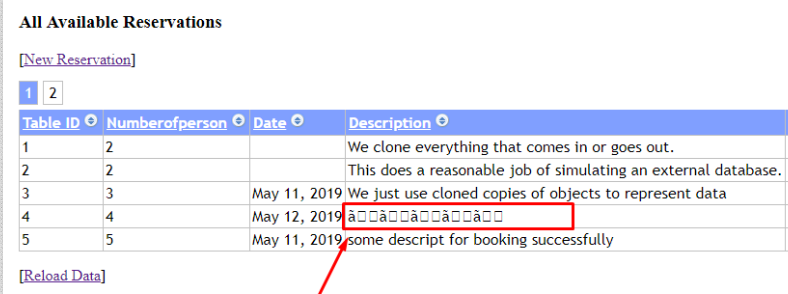 All Available Reservations
[New Reservation]
1 2
Table ID Numberofperson Date Description
1 2 We clone everything that comes in or goes out.
2 2 This does a reasonable job of simulating an external database.
3 3 May 11, 2019 We just use cloned copies of objects to represent data
4 4 May 12, 2019 ã□□ã□□ã□□ã□□ã□□
5 5 May 11, 2019 some descript for booking successfully
[Reload Data]